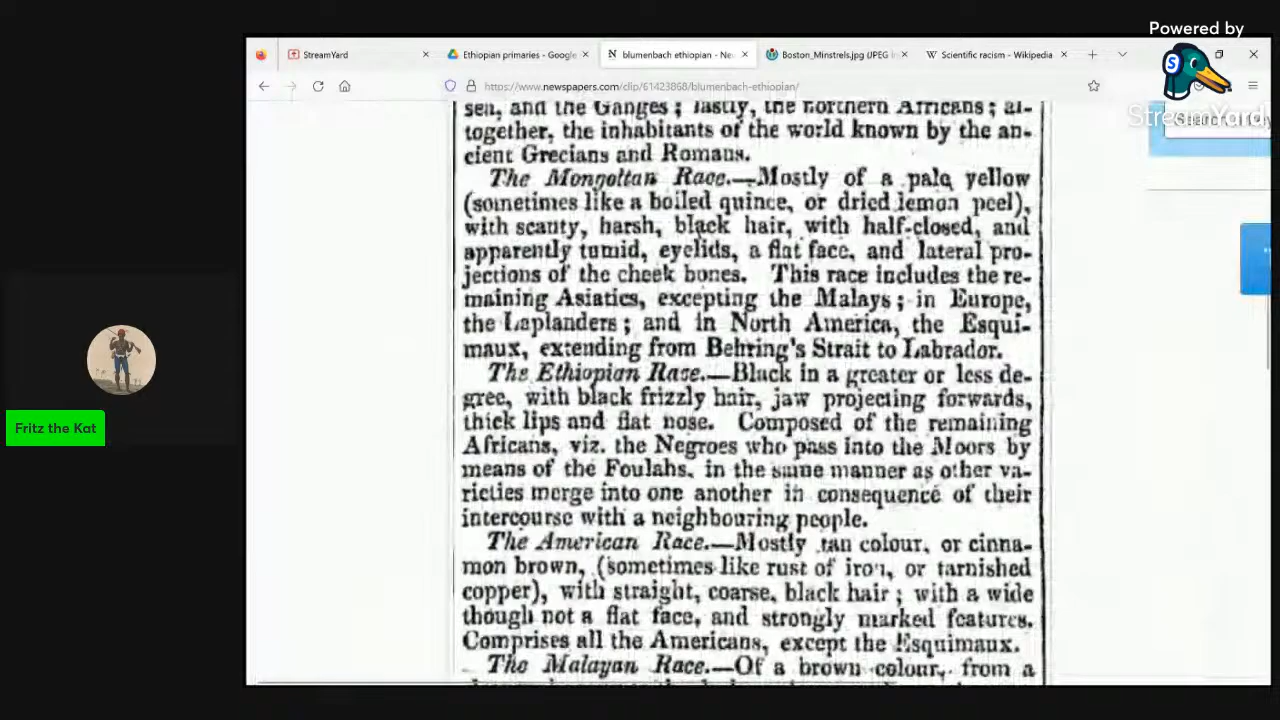 Powered by
StreamYard
StreamYard
Ethiopian primaries - Google
blumenbach ethiopian - Ne
Boston_Minstrels.jpg (JPEG I
Scientific racism - Wikipedia
https://www.newspapers.com/clip/61423868/blumenbach-ethiopian/
sea, and the Ganges; lastly, the northern Africans; al-
together, the inhabitants of the world known by the an-
cient Grecians and Romans.
The Mongoltan Race.—Mostly of a pale yellow
(sometimes like a boiled quince, or dried lemon peel),
with scanty, harsh, black hair, with half-closed, and
apparently tumid, eyelids, a flat face, and lateral pro-
jections of the cheek bones. This race includes the re-
maining Asiatics, excepting the Malays; in Europe,
the Laplanders; and in North America, the Esqui-
maux, extending from Behring's Strait to Labrador.
The Ethiopian Race.—Black in a greater or less de-
gree, with black frizzly hair, jaw projecting forwards,
thick lips and flat nose. Composed of the remaining
Africans, viz. the Negroes who pass into the Moors by
means of the Foulahs, in the same manner as other va-
rieties merge into one another in consequence of their
intercourse with a neighbouring people.
The American Race.—Mostly tan colour, or cinna-
mon brown, (sometimes like rust of iron, or tarnished
copper), with straight, coarse, black hair; with a wide
though not a flat face, and strongly marked features.
Comprises all the Americans, except the Esquimaux.
The Malayan Race.—Of a brown colour, from a
Fritz the Kat